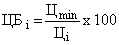 ЦБ i = Ц min / Ц i х 100